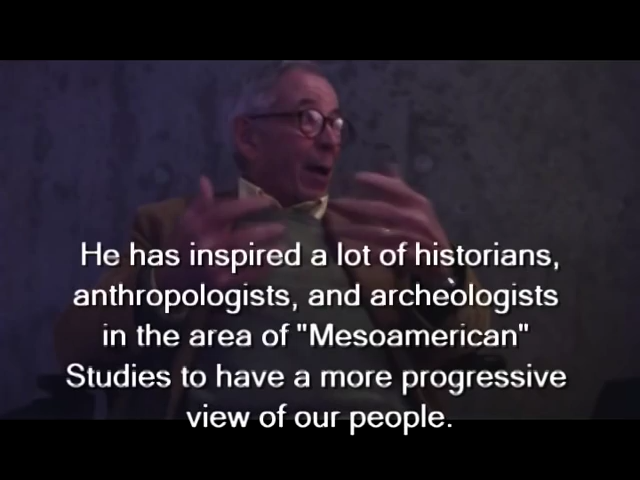 He has inspired a lot of historians,
anthropologists, and archeologists
in the area of "Mesoamerican"
Studies to have a more progressive
view of our people.